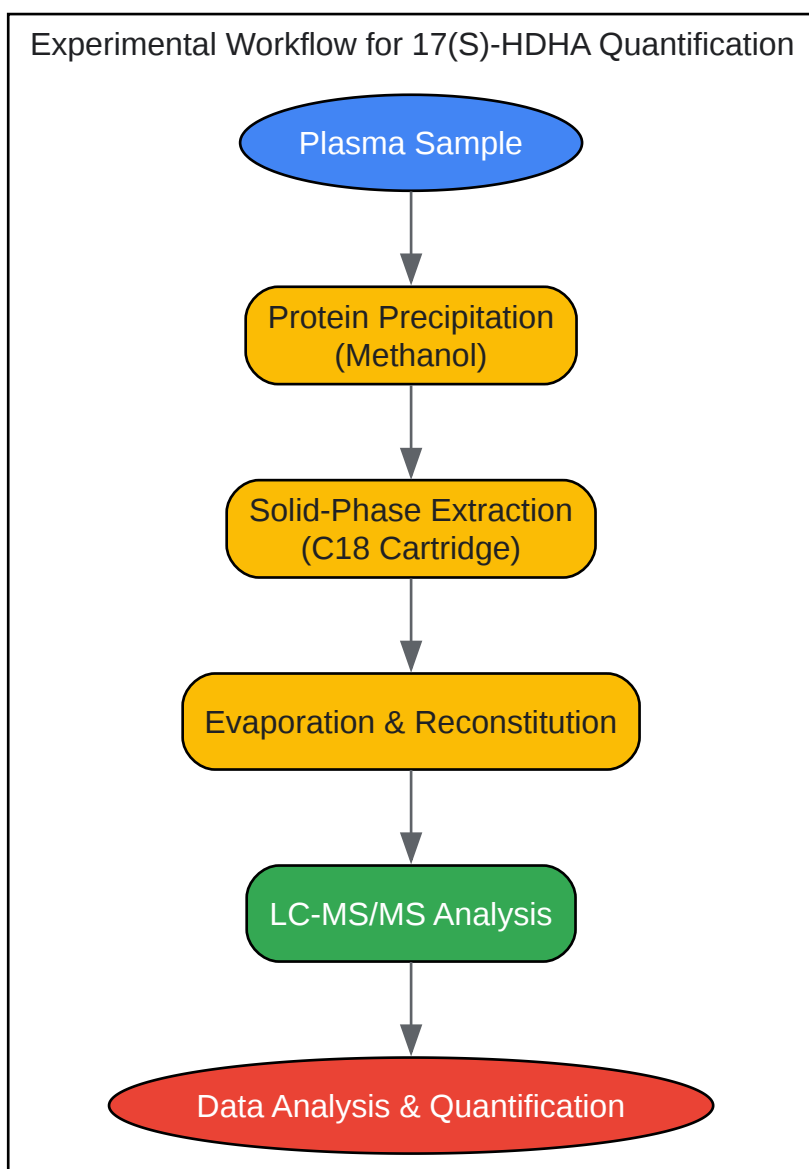 Experimental Workflow for 17(S)-HDHA Quantification
Plasma Sample
Protein Precipitation
(Methanol)
Solid-Phase Extraction
(C18 Cartridge)
Evaporation & Reconstitution
LC-MS/MS Analysis
Data Analysis & Quantification